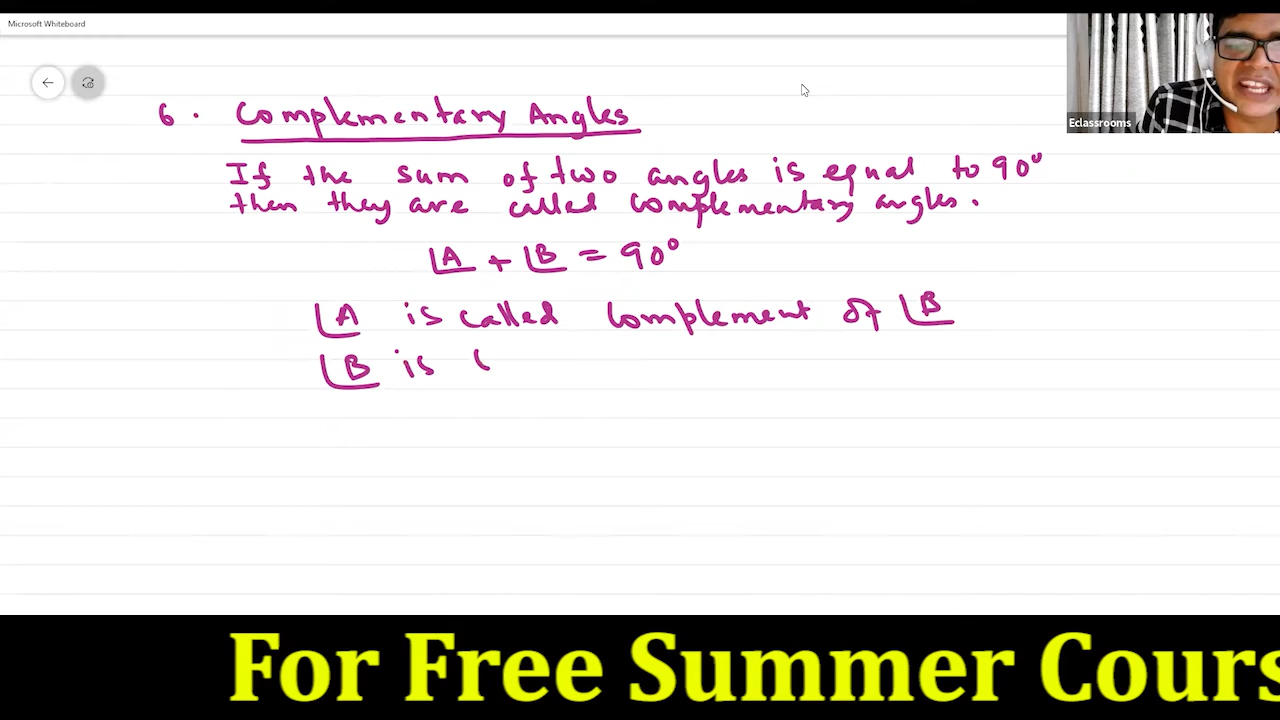 Microsoft Whiteboard
Eclassrooms
6. Complementary Angles
If the sum of two angles is equal to 90°
then they are called complementary angles.
∠A + ∠B = 90°
∠A is called complement of ∠B
∠B is
For Free Summer Cours